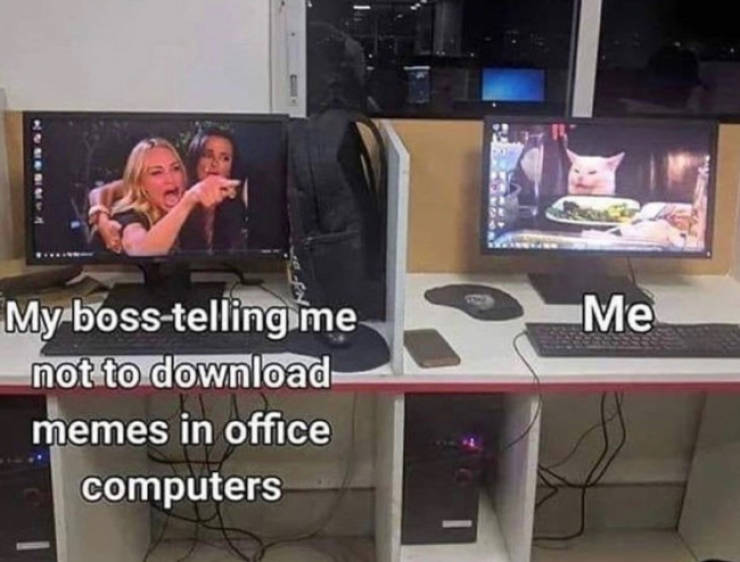 My boss telling me
not to download
memes in office
computers
Me